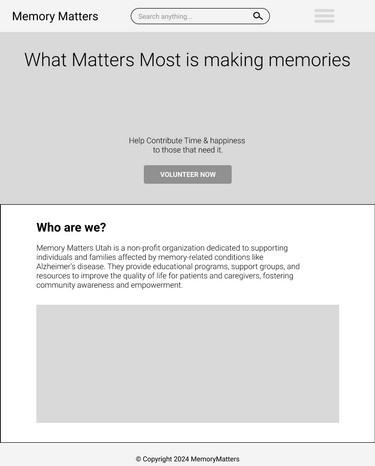 Memory Matters
Search anything...
What Matters Most is making memories
Help Contribute Time & happiness
to those that need it.
VOLUNTEER NOW
Who are we?
Memory Matters Utah is a non-profit organization dedicated to supporting
individuals and families affected by memory-related conditions like
Alzheimer's disease. They provide educational programs, support groups, and
resources to improve the quality of life for patients and caregivers, fostering
community awareness and empowerment.
© Copyright 2024 MemoryMatters